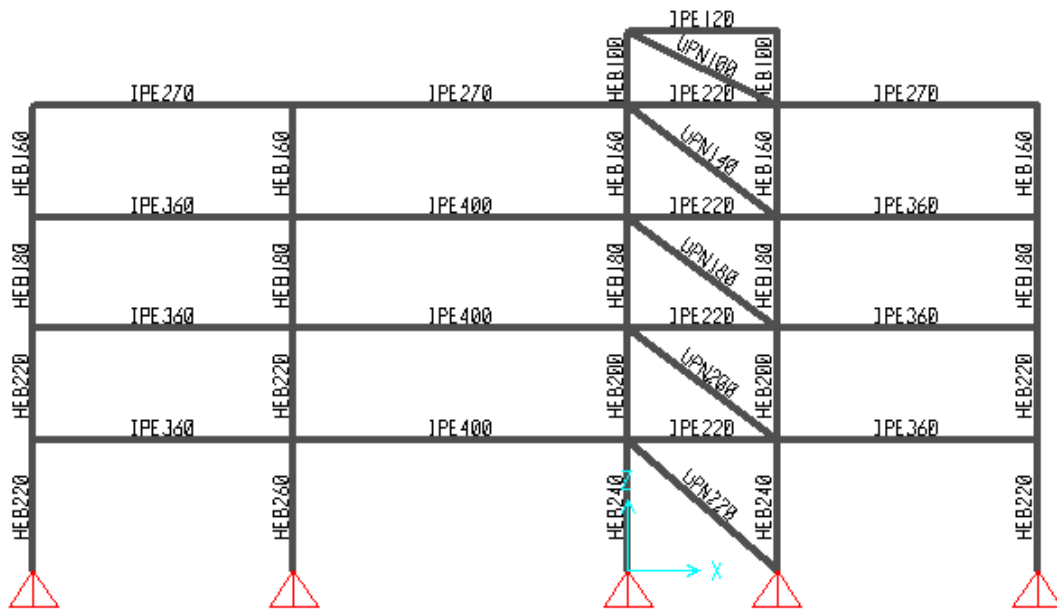 IPE120
UPN100
HEB100
HEB100
IPE270
IPE270
IPE220
IPE270
HEB160
HEB160
HEB160
UPN140
HEB160
HEB160
IPE360
IPE400
IPE220
IPE360
HEB180
HEB180
HEB180
UPN180
HEB180
HEB180
IPE360
IPE400
IPE220
IPE360
HEB220
HEB220
HEB200
UPN200
HEB200
HEB220
IPE360
IPE400
IPE220
IPE360
HEB220
HEB260
HEB240
Z
UPN220
HEB240
HEB220
X